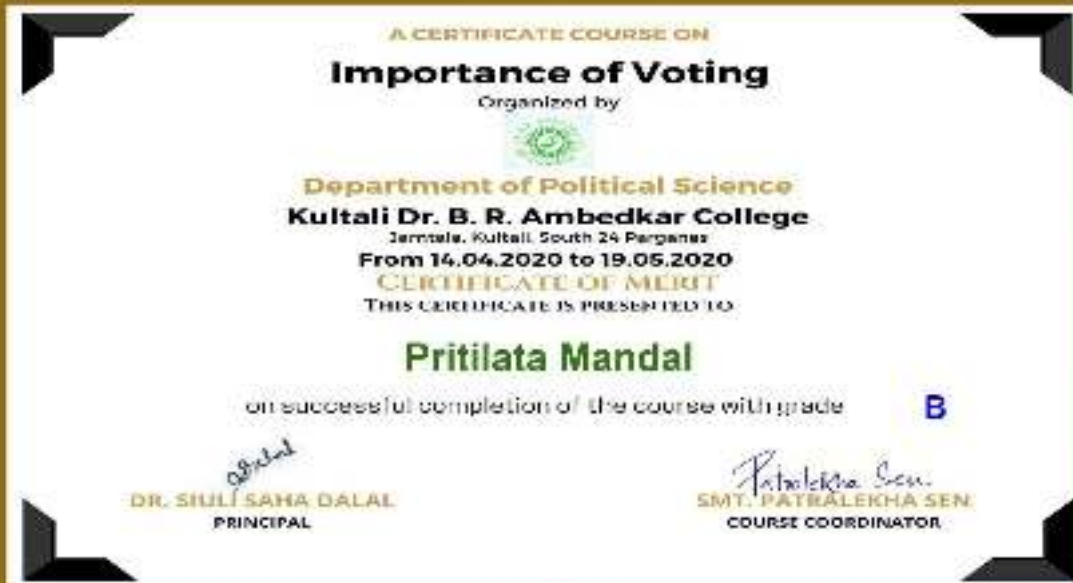 A CERTIFICATE COURSE ON
Importance of Voting
Organized by
Department of Political Science
Kultali Dr. B. R. Ambedkar College
Jamtala, Kultali, South 24 Parganas
From 14.04.2020 to 19.05.2020
CERTIFICATE OF MERIT
THIS CERTIFICATE IS PRESENTED TO
Pritilata Mandal
on successful completion of the course with grade B
Patralekha Sen.
DR. SIULI SAHA DALAL
SMT. PATRALEKHA SEN
PRINCIPAL
COURSE COORDINATOR